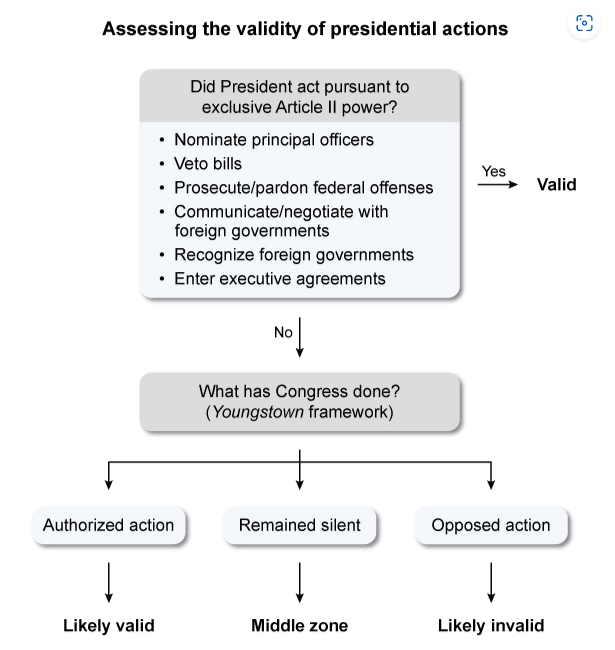 Assessing the validity of presidential actions
Did President act pursuant to
exclusive Article II power?
• Nominate principal officers
• Veto bills
• Prosecute/pardon federal offenses
• Communicate/negotiate with
foreign governments
• Recognize foreign governments
• Enter executive agreements
Yes
Valid
No
What has Congress done?
(Youngstown framework)
Authorized action
Remained silent
Opposed action
Likely valid
Middle zone
Likely invalid